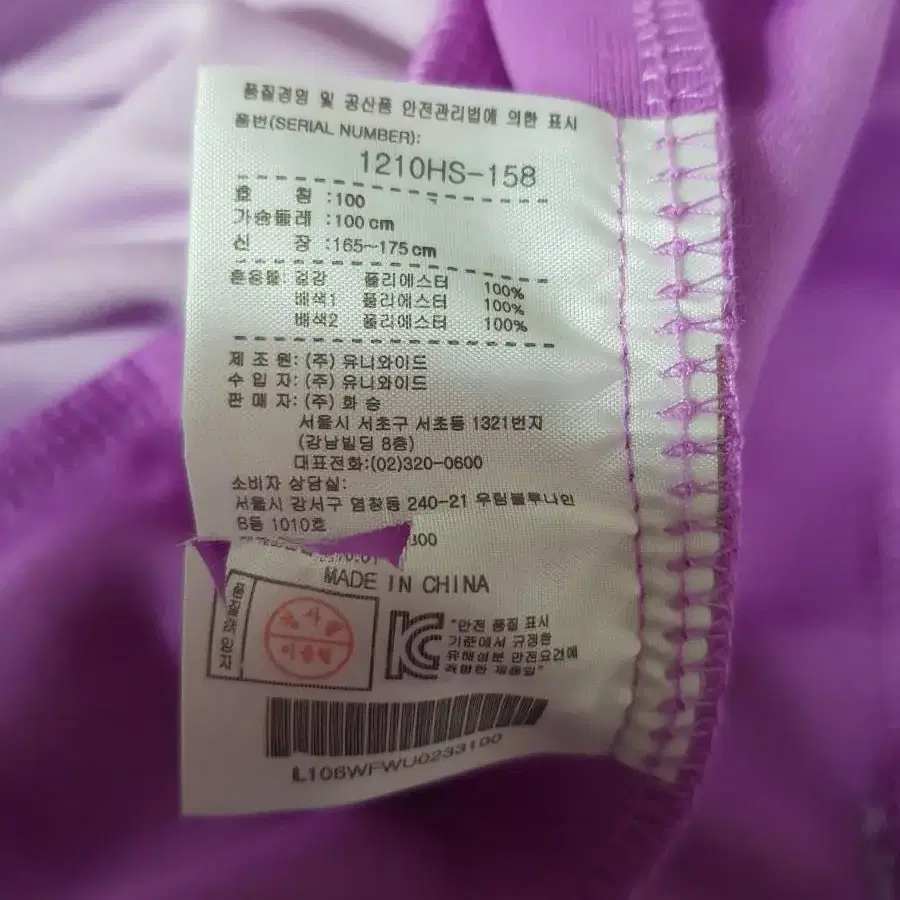 품질경영 및 공산품 안전관리법에 의한 표시
품번(SERIAL NUMBER):
1210HS-158
호 칭 :100
가슴둘레 :100 cm
신 장 :165~175 cm
혼용률: 겉감 폴리에스터 100%
배색1 폴리에스터 100%
배색2 폴리에스터 100%
제 조 원: (주) 유니와이드
수 입 자: (주) 유니와이드
판 매 자: (주) 화 승
서울시 서초구 서초동 1321번지
(강남빌딩 8층)
대표전화:(02)320-0600
소비자 상담실:
서울시 강서구 염창동 240-21 우림블루나인
B동 1010호
300
MADE IN CHINA
KC
"안전 품질 표시
기준에서 규정한
유해성분 안전요건에
적합한 제품임"
L106WFWU0233100